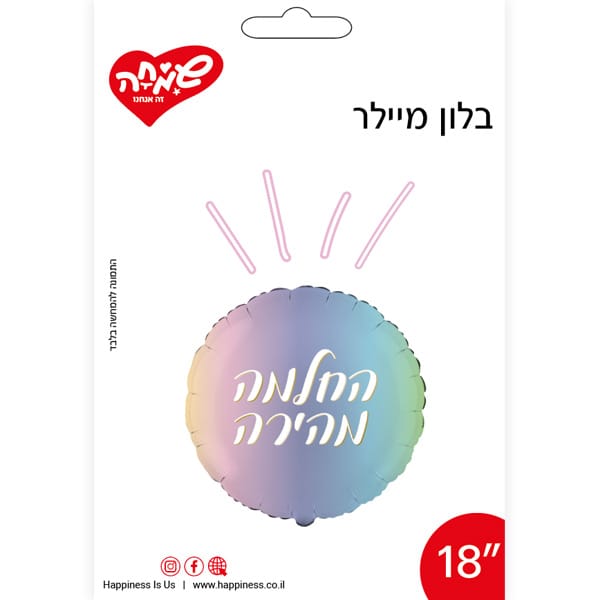 שמחה
זה אנחנו
בלון מיילר
התמונה להמחשה בלבד
החלמה
מהירה
18”
Happiness Is Us | www.happiness.co.il